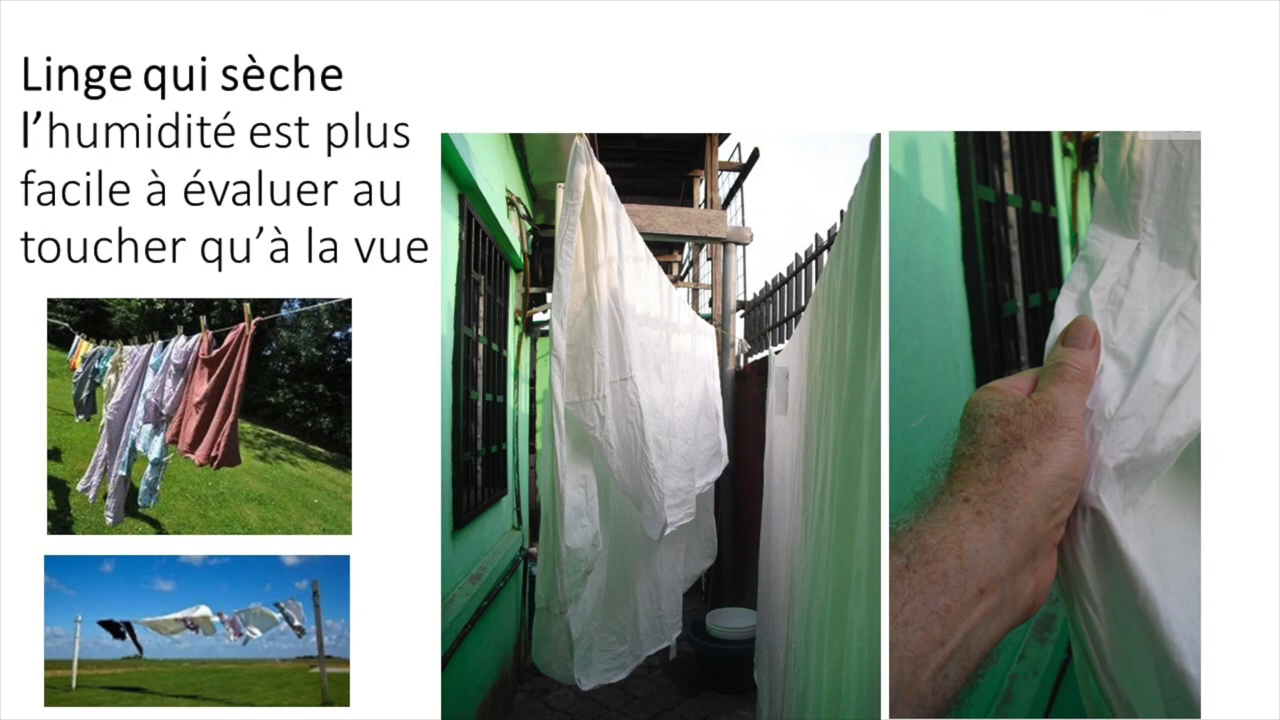 Linge qui sèche
l’humidité est plus
facile à évaluer au
toucher qu’à la vue